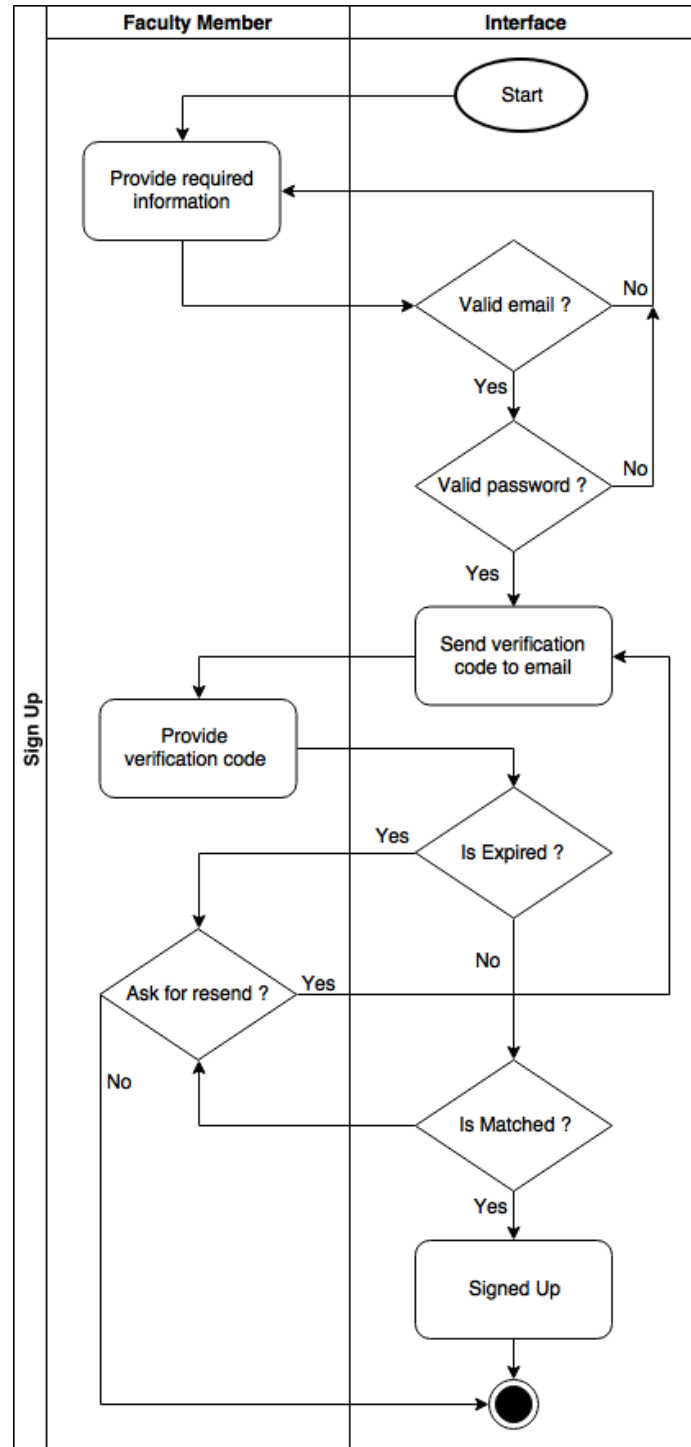 Faculty Member
Interface
Start
Provide required
information
Valid email ?
No
Yes
Valid password ?
No
Yes
Send verification
code to email
Sign Up
Provide
verification code
Yes
Is Expired ?
No
Ask for resend ?
Yes
No
Is Matched ?
Yes
Signed Up